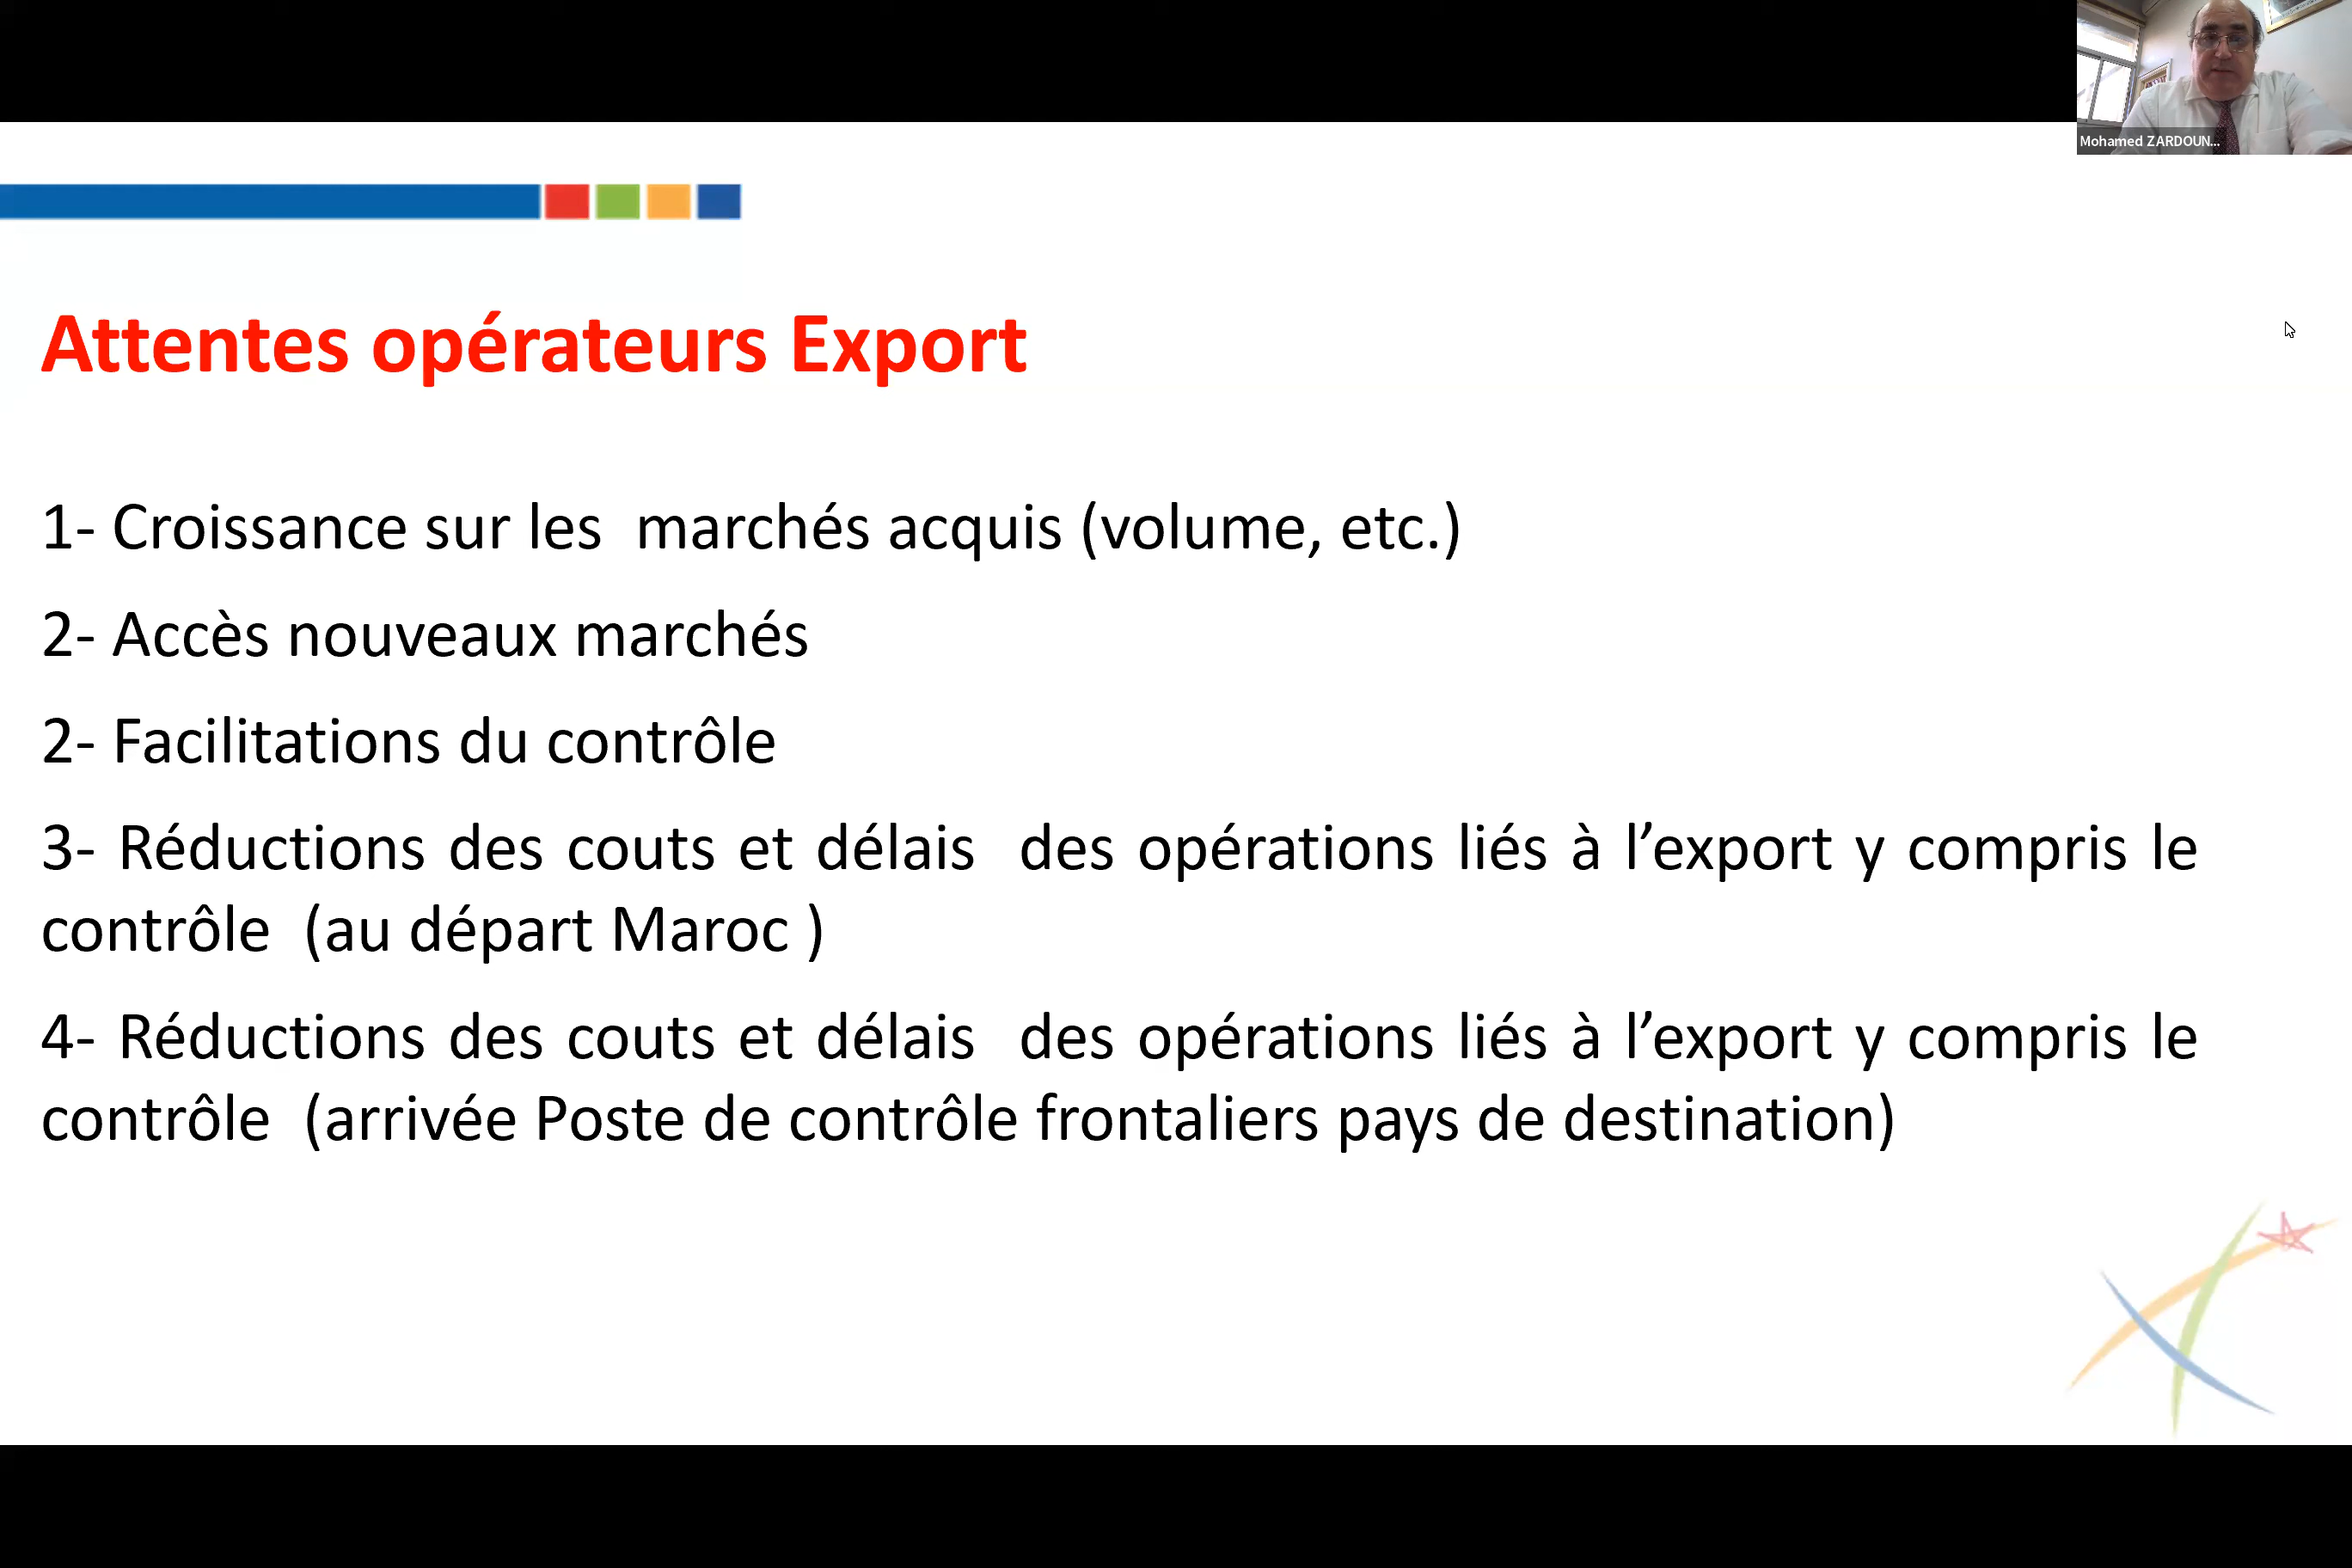 Mohamed ZARDOUN...
Attentes opérateurs Export
1- Croissance sur les marchés acquis (volume, etc.)
2- Accès nouveaux marchés
2- Facilitations du contrôle
3- Réductions des couts et délais des opérations liés à l’export y compris le
contrôle (au départ Maroc )
4- Réductions des couts et délais des opérations liés à l’export y compris le
contrôle (arrivée Poste de contrôle frontaliers pays de destination)